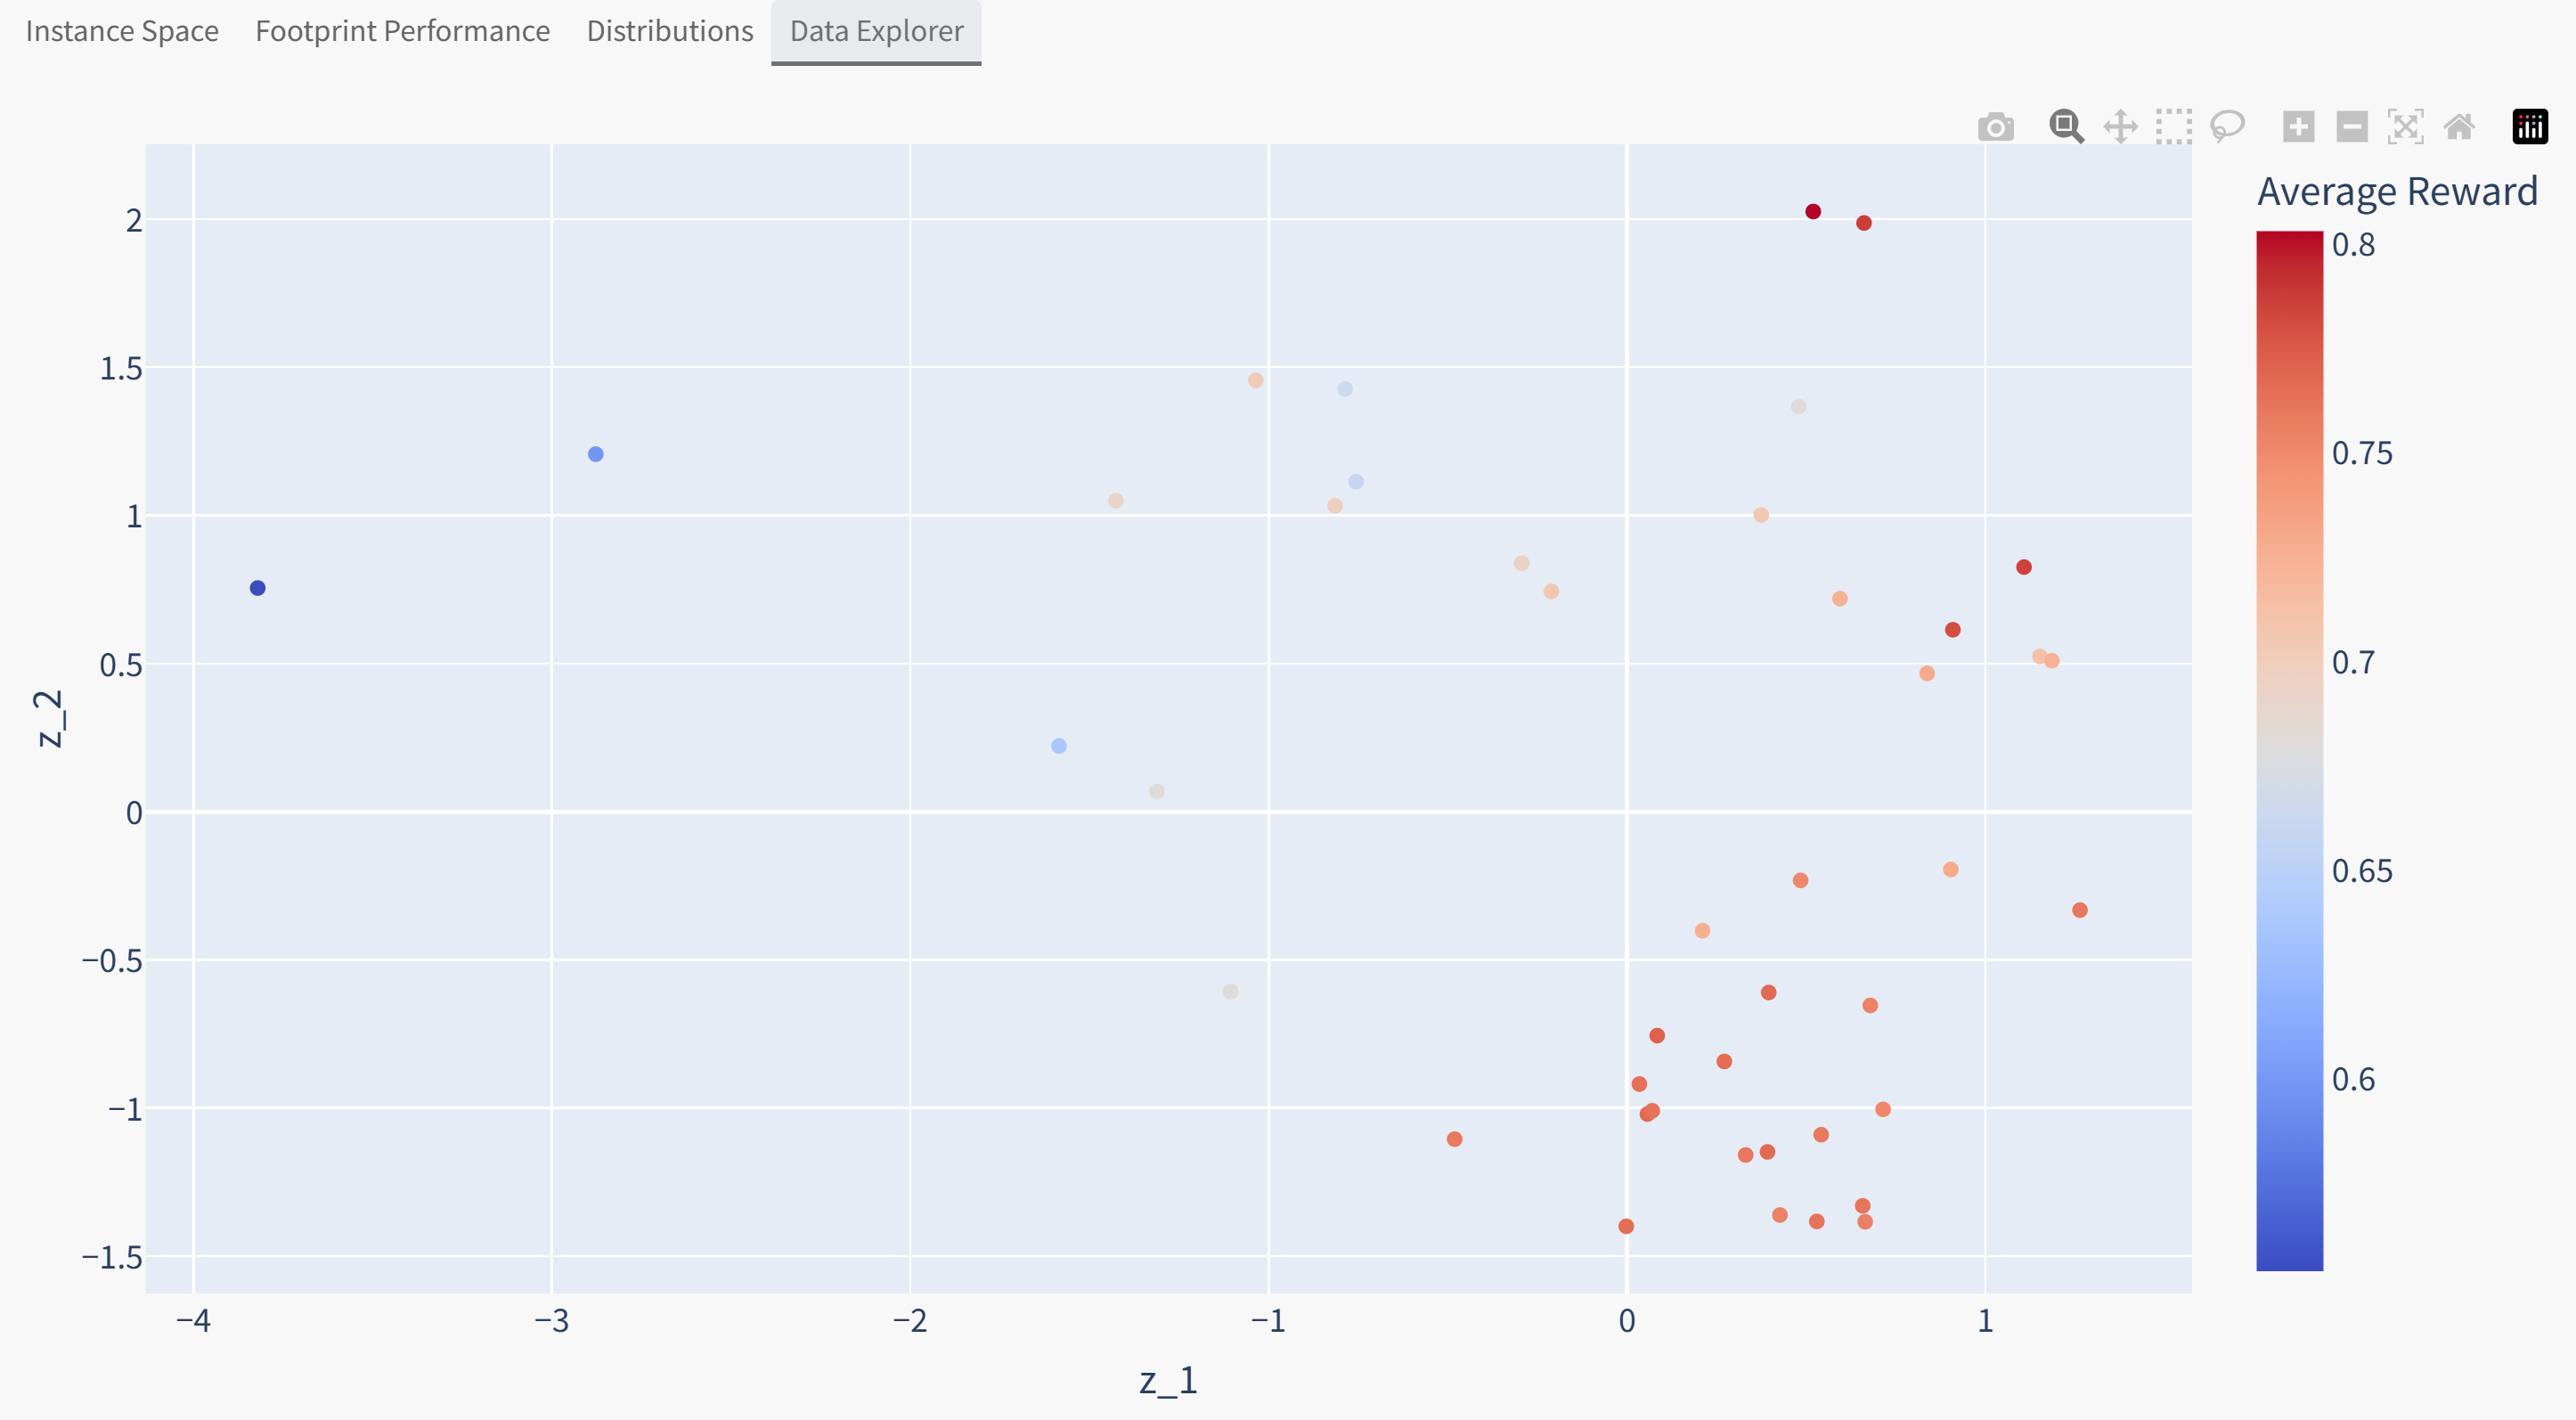 Instance Space Footprint Performance Distributions Data Explorer
Average Reward
0.8
0.75
0.7
0.65
0.6
z_2
2
1.5
1
0.5
0
−0.5
−1
−1.5
−4 −3 −2 −1 0 1
z_1